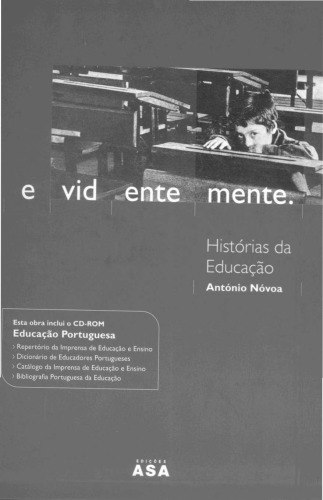 e vid ente mente.
Histórias da
Educação
António Nóvoa
Esta obra inclui o CD-ROM
Educação Portuguesa
> Repertório da Imprensa de Educação e Ensino
> Dicionário de Educadores Portugueses
> Catálogo da Imprensa de Educação e Ensino
> Bibliografia Portuguesa da Educação
EDIÇÕES
ASA